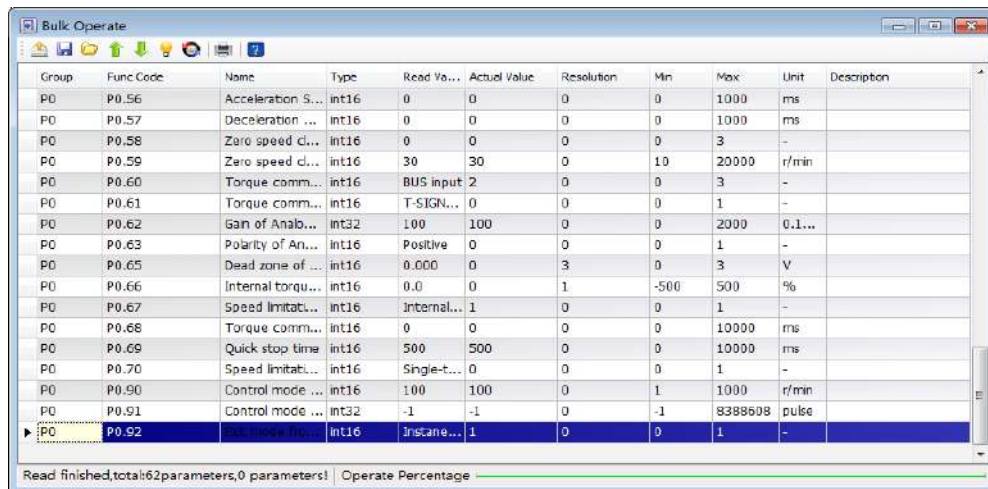 Bulk Operate
Group Func Code Name Type Read Va... Actual Value Resolution Min Max Unit Description
P0 P0.56 Acceleration S... int16 0 0 0 0 1000 ms
P0 P0.57 Deceleration ... int16 0 0 0 0 1000 ms
P0 P0.58 Zero speed cl... int16 0 0 0 0 3 -
P0 P0.59 Zero speed cl... int16 30 30 0 10 20000 r/min
P0 P0.60 Torque comm... int16 BUS input 2 0 0 3 -
P0 P0.61 Torque comm... int16 T-SIGN... 0 0 0 1 -
P0 P0.62 Gain of Analo... int32 100 100 0 0 2000 0.1...
P0 P0.63 Polarity of An... int16 Positive 0 0 0 1 -
P0 P0.65 Dead zone of ... int16 0.000 0 3 0 3 V
P0 P0.66 Internal torqu... int16 0.0 0 1 -500 500 %
P0 P0.67 Speed limitati... int16 Internal... 1 0 0 1 -
P0 P0.68 Torque comm... int16 0 0 0 0 10000 ms
P0 P0.69 Quick stop time int16 500 500 0 0 10000 ms
P0 P0.70 Speed limitati... int16 Single-t... 0 0 0 1 -
P0 P0.90 Control mode ... int16 100 100 0 1 1000 r/min
P0 P0.91 Control mode ... int32 -1 -1 0 -1 8388608 pulse
P0 P0.92 int16 Instane... 1 0 0 1 -
Read finished,total:62parameters,0 parameters! Operate Percentage